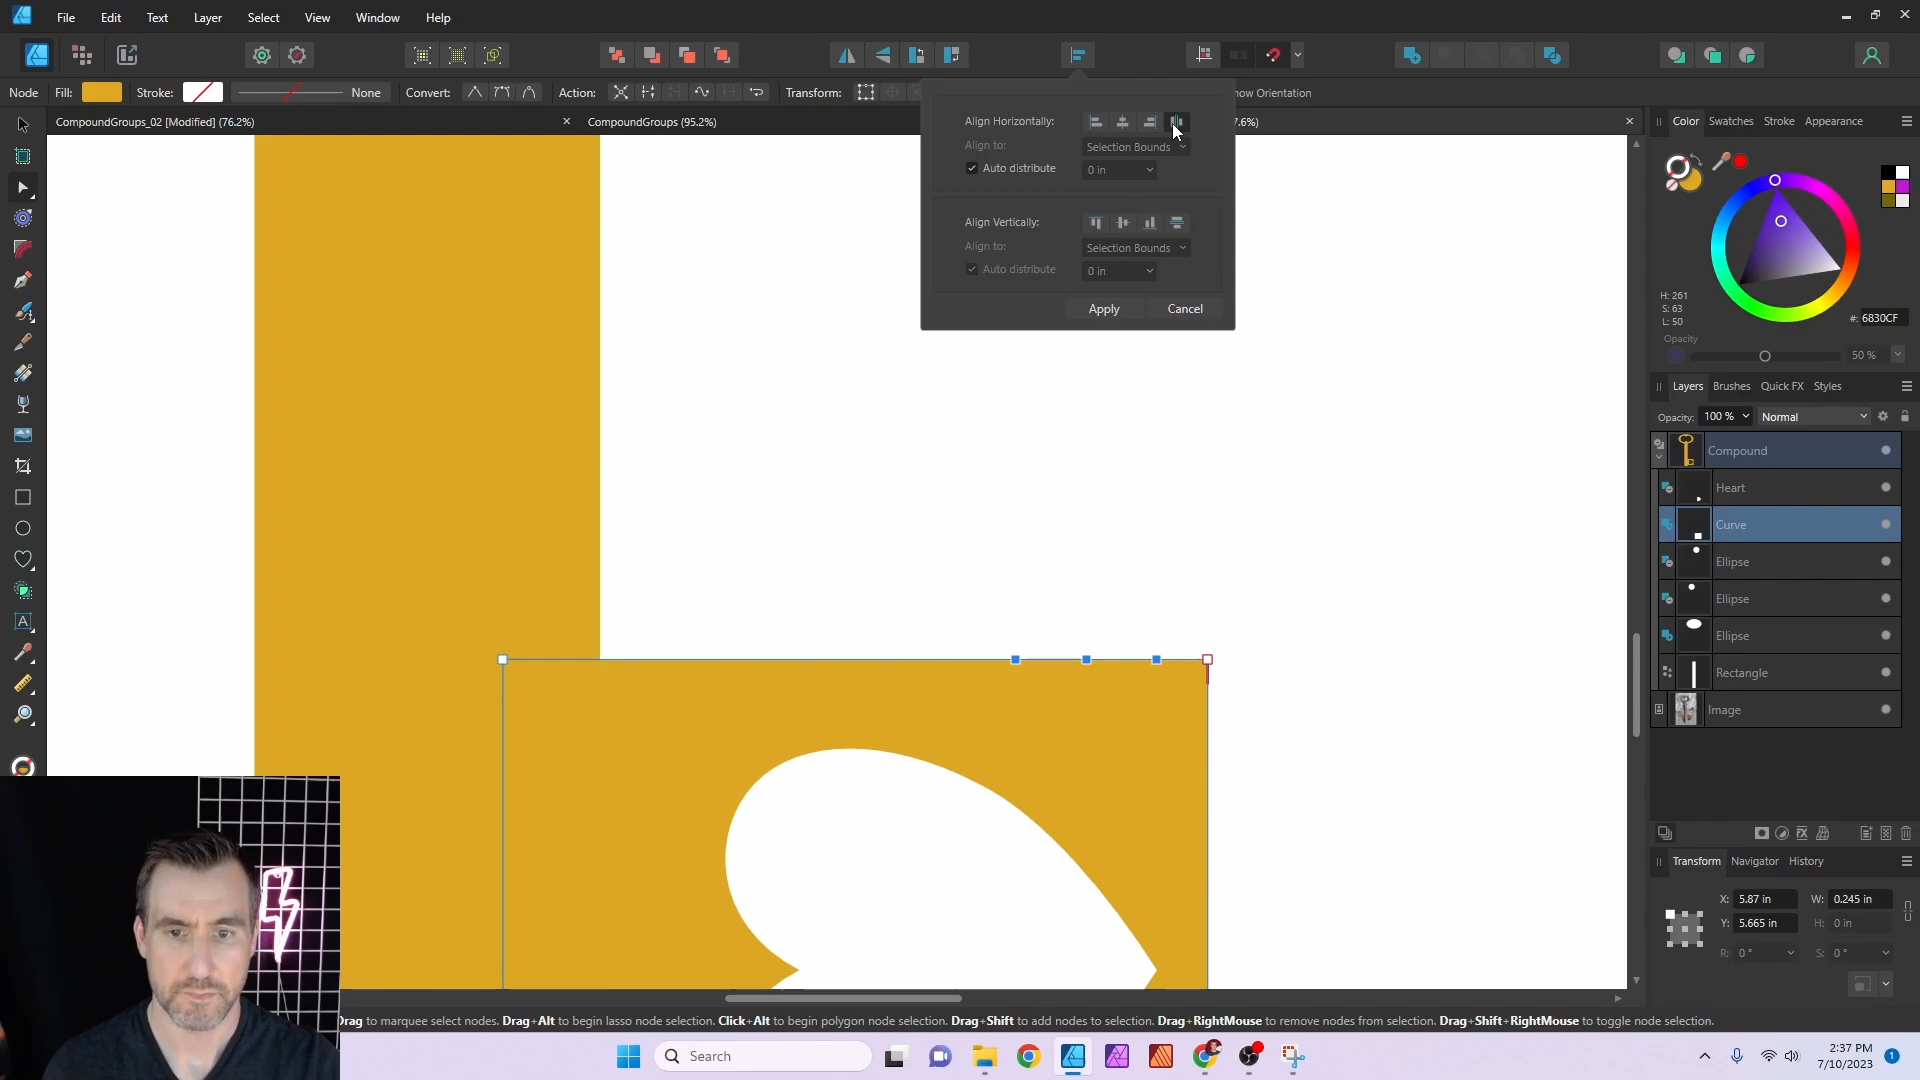 File Edit Text Layer Select View Window Help
Node Fill: Stroke: None Convert: Action: Transform: how Orientation
CompoundGroups_02 [Modified] (76.2%) CompoundGroups (95.2%) 7.6%)
Align Horizontally:
Align to: Selection Bounds
Auto distribute 0 in
Align Vertically:
Align to: Selection Bounds
Auto distribute 0 in
Apply Cancel
Color Swatches Stroke Appearance
H: 261
S: 63
L: 50
#: 6830CF
Opacity
50 %
Layers Brushes Quick FX Styles
Opacity: 100 % Normal
Compound
Heart
Curve
Ellipse
Ellipse
Ellipse
Rectangle
Image
Transform Navigator History
X: 5.87 in W: 0.245 in
Y: 5.665 in H: 0 in
R: 0 ° S: 0 °
Drag to marquee select nodes. Drag+Alt to begin lasso node selection. Click+Alt to begin polygon node selection. Drag+Shift to add nodes to selection. Drag+RightMouse to remove nodes from selection. Drag+Shift+RightMouse to toggle node selection.
Search
2:37 PM
7/10/2023
1